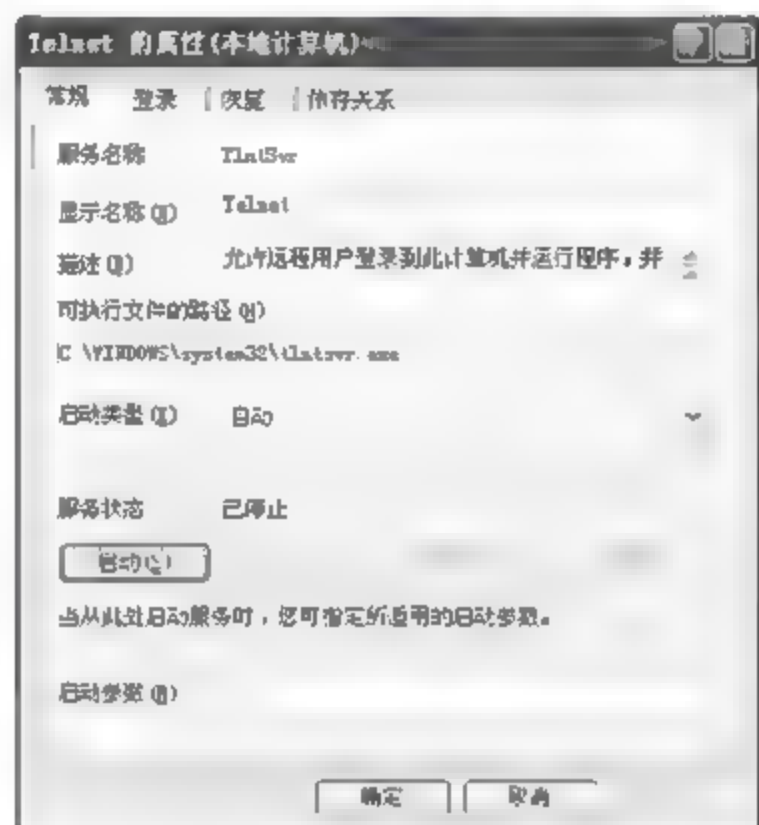 Telnet 的属性(本地计算机)
常规 登录 恢复 依存关系
服务名称 TlntSvr
显示名称(N) Telnet
描述(D) 允许远程用户登录到此计算机并运行程序，并
可执行文件的路径(H)
C \WINDOWS\system32\tlntsvr.exe
启动类型(E) 自动
服务状态 已停止
启动(S)
当从此处启动服务时，您可指定所适用的启动参数。
启动参数(M)
确定 取消